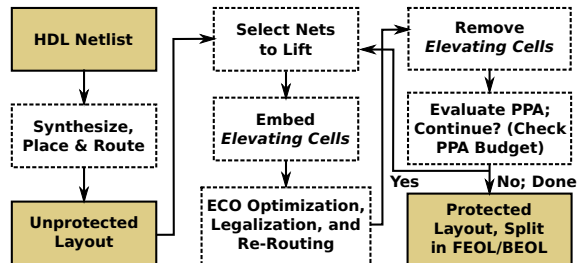 HDL Netlist
Synthesize,
Place & Route
Unprotected
Layout
Select Nets
to Lift
Embed
Elevating Cells
ECO Optimization,
Legalization, and
Re-Routing
Remove
Elevating Cells
Evaluate PPA;
Continue? (Check
PPA Budget)
Yes
No; Done
Protected
Layout, Split
in FEOL/BEOL